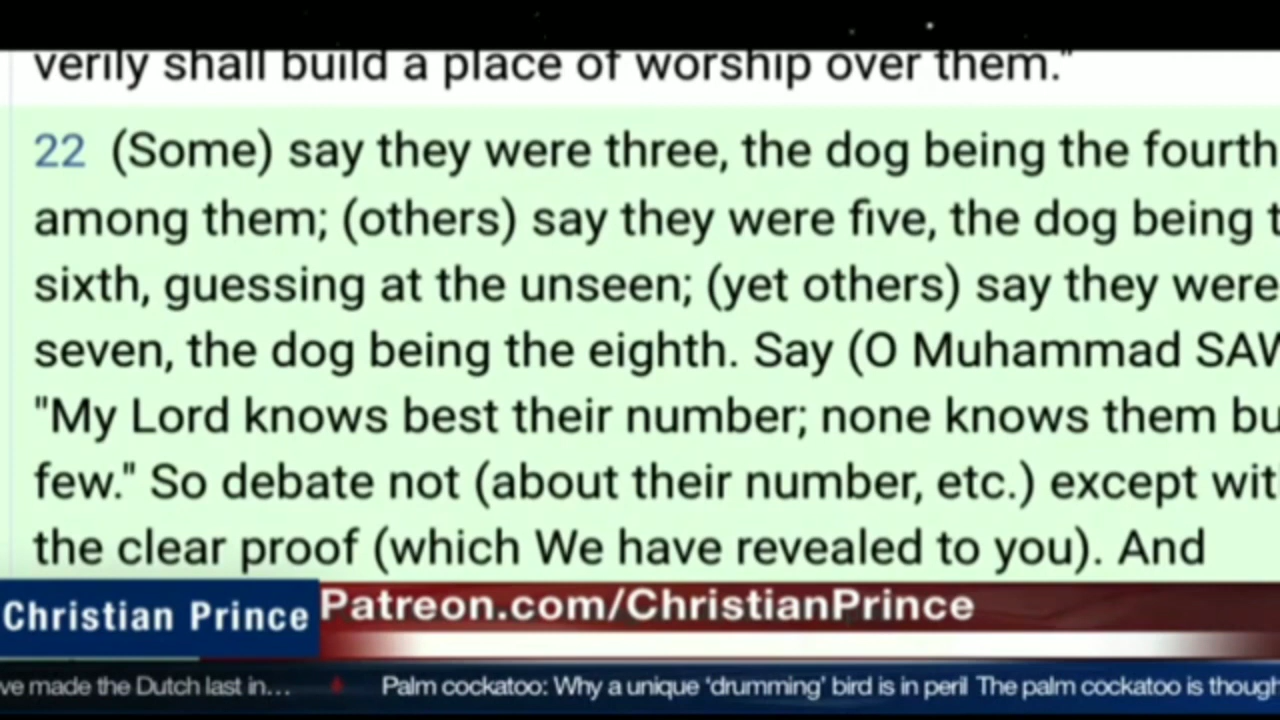 verily shall build a place of worship over them."
22 (Some) say they were three, the dog being the fourth
among them; (others) say they were five, the dog being
sixth, guessing at the unseen; (yet others) say they were
seven, the dog being the eighth. Say (O Muhammad
"My Lord knows best their number; none knows them
few." So debate not (about their number, etc.) except
the clear proof (which We have revealed to you). And
Christian Prince
Patreon.com/ChristianPrince
made the Dutch last in... Palm cockatoo: Why a unique 'drumming' bird is in peril The palm cockatoo is